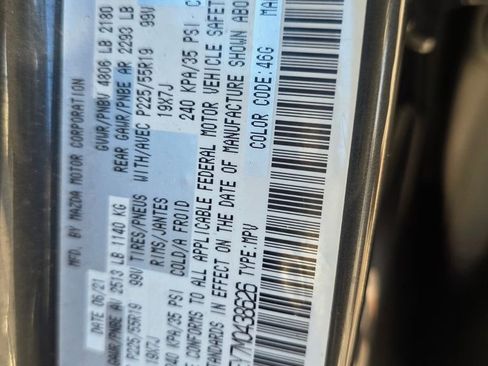 MFD. BY MAZDA MOTOR CORPORATION
DATE 06/21 GVWR/PNBV 4806 LB 2180
GAWR/PNBE AV 2513 LB 1140 KG REAR GAWR/PNBE AR 2293 LB
P225/55R19 99V TIRES/PNEUS WITH/AVEC P225/55R19 99V
19X7J RIMS/JANTES 19X7J
240 KPA/35 PSI COLD/A FROID 240 KPA/35 PSI C
E CONFORMS TO ALL APPLICABLE FEDERAL MOTOR VEHICLE SAFET
STANDARDS IN EFFECT ON THE DATE OF MANUFACTURE SHOWN ABO
7M0438626 TYPE: MPV COLOR CODE: 46G MA